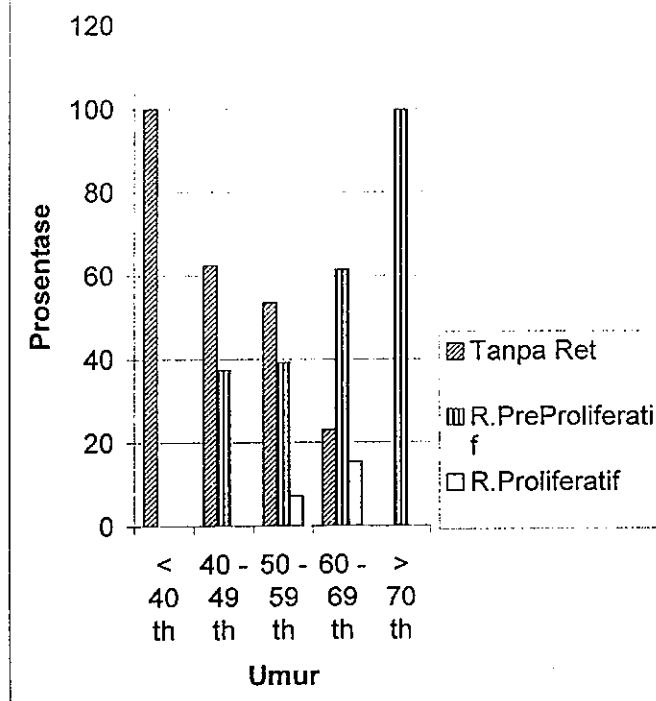 120
100
80
60
40
20
0
Prosentase
< 40 - 50 - 60 - >
40 49 59 69 70
th th th th th
Umur
Tanpa Ret
R.PreProliferati
f
R.Proliferatif